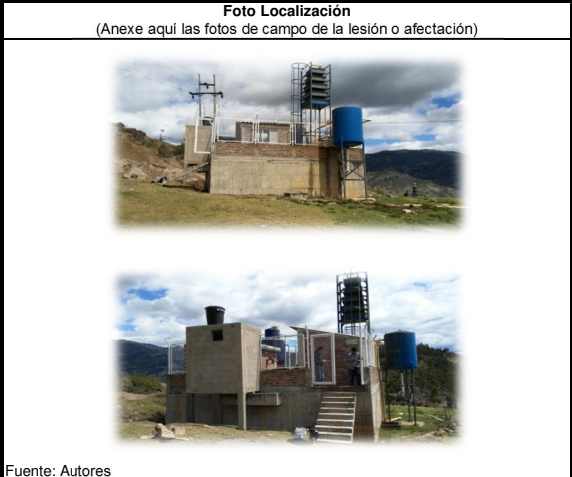 Foto Localización
(Anexe aquí las fotos de campo de la lesión o afectación)
Fuente: Autores